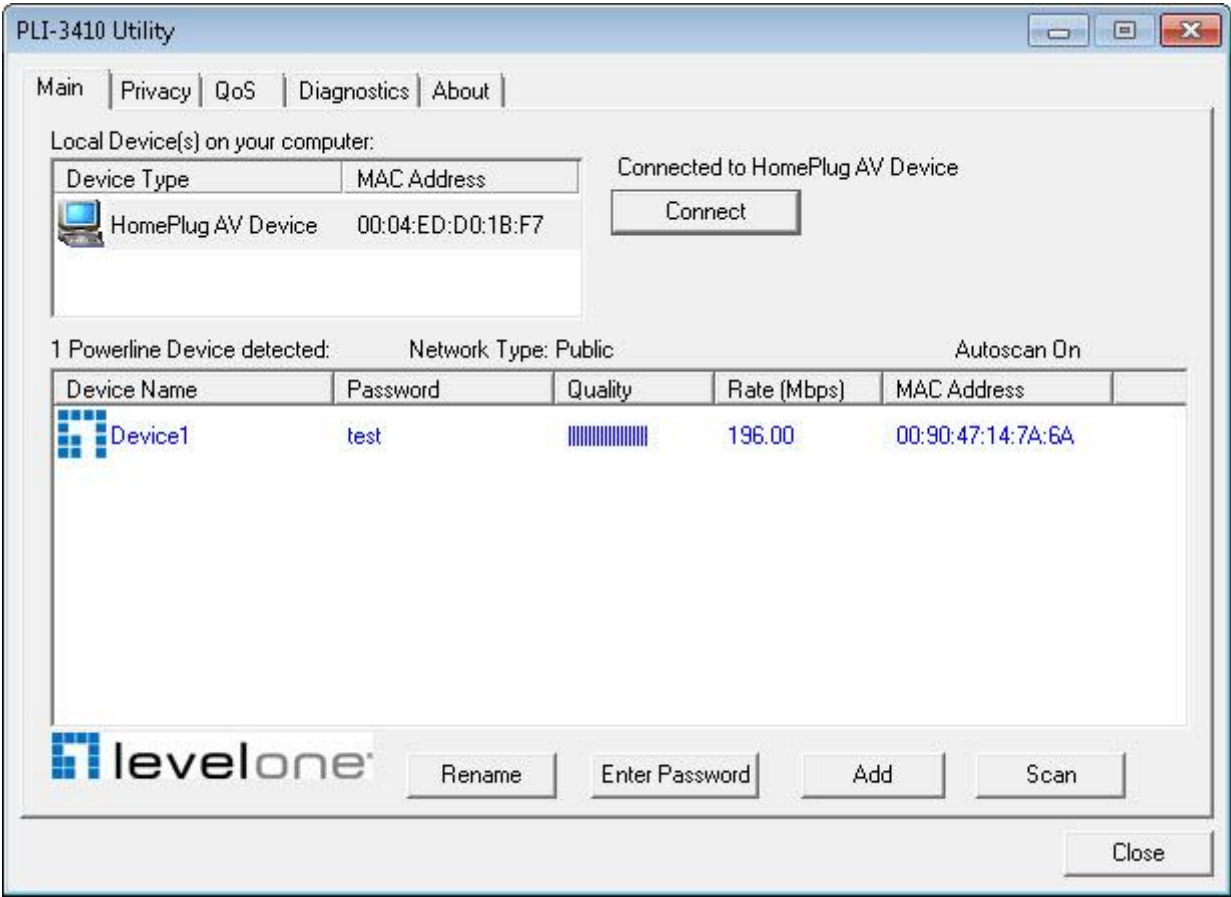 PLI-3410 Utility
Main Privacy QoS Diagnostics About
Local Device(s) on your computer:
Device Type MAC Address
HomePlug AV Device 00:04:ED:D0:1B:F7
Connected to HomePlug AV Device
Connect
1 Powerline Device detected: Network Type: Public Autoscan On
Device Name Password Quality Rate (Mbps) MAC Address
Device1 test 196.00 00:90:47:14:7A:6A
levelone
Rename Enter Password Add Scan
Close